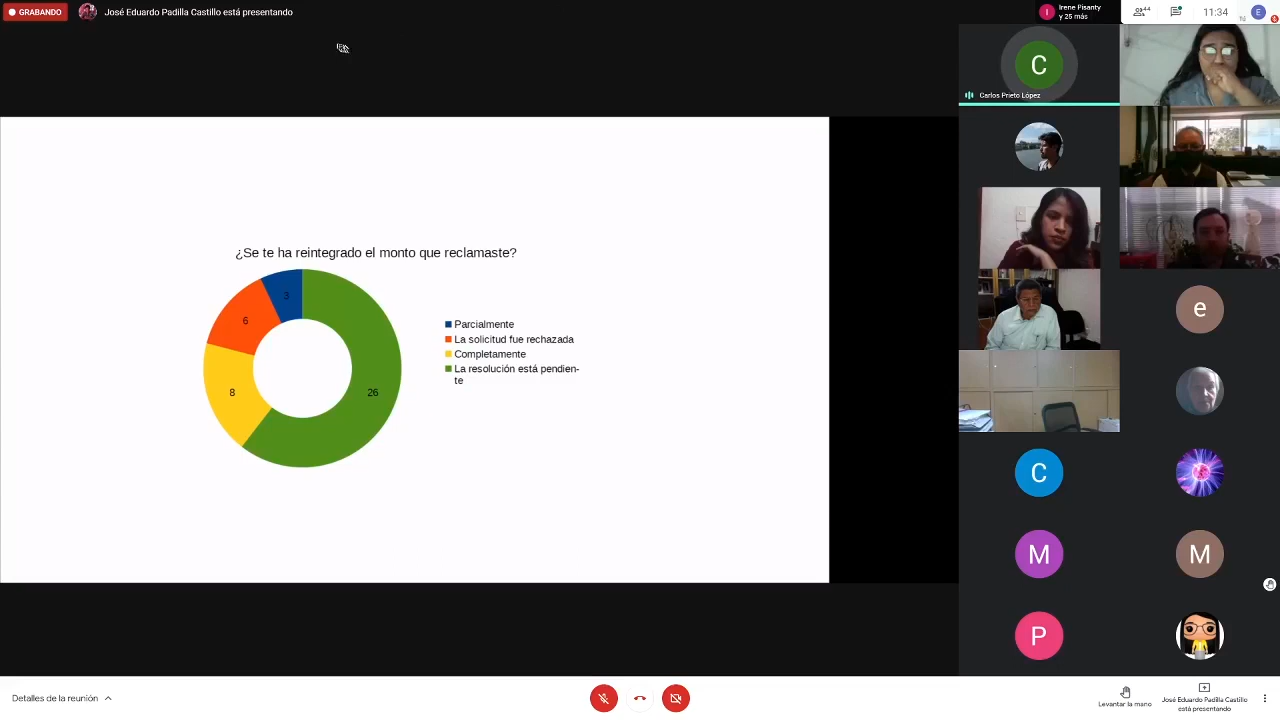 GRABANDO
José Eduardo Padilla Castillo está presentando
Irene Pisanty
y 25 más
44
11:34
E
C
Carlos Prieto López
¿Se te ha reintegrado el monto que reclamaste?
3
6
8
26
Parcialmente
La solicitud fue rechazada
Completamente
La resolución está pendien-
te
e
C
M
M
P
Detalles de la reunión
Levantar la mano
José Eduardo Padilla Castillo
está presentando